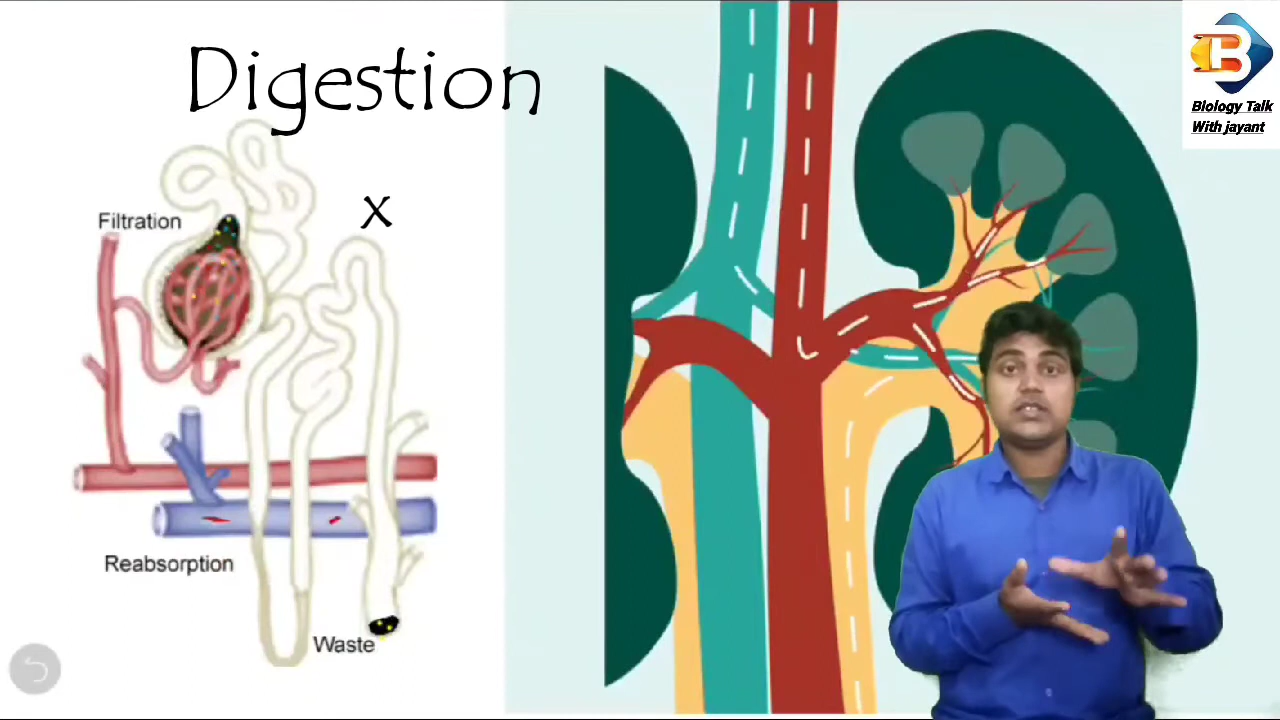 Digestion
Filtration
X
Reabsorption
Waste
B
BIology Talk
With jayant